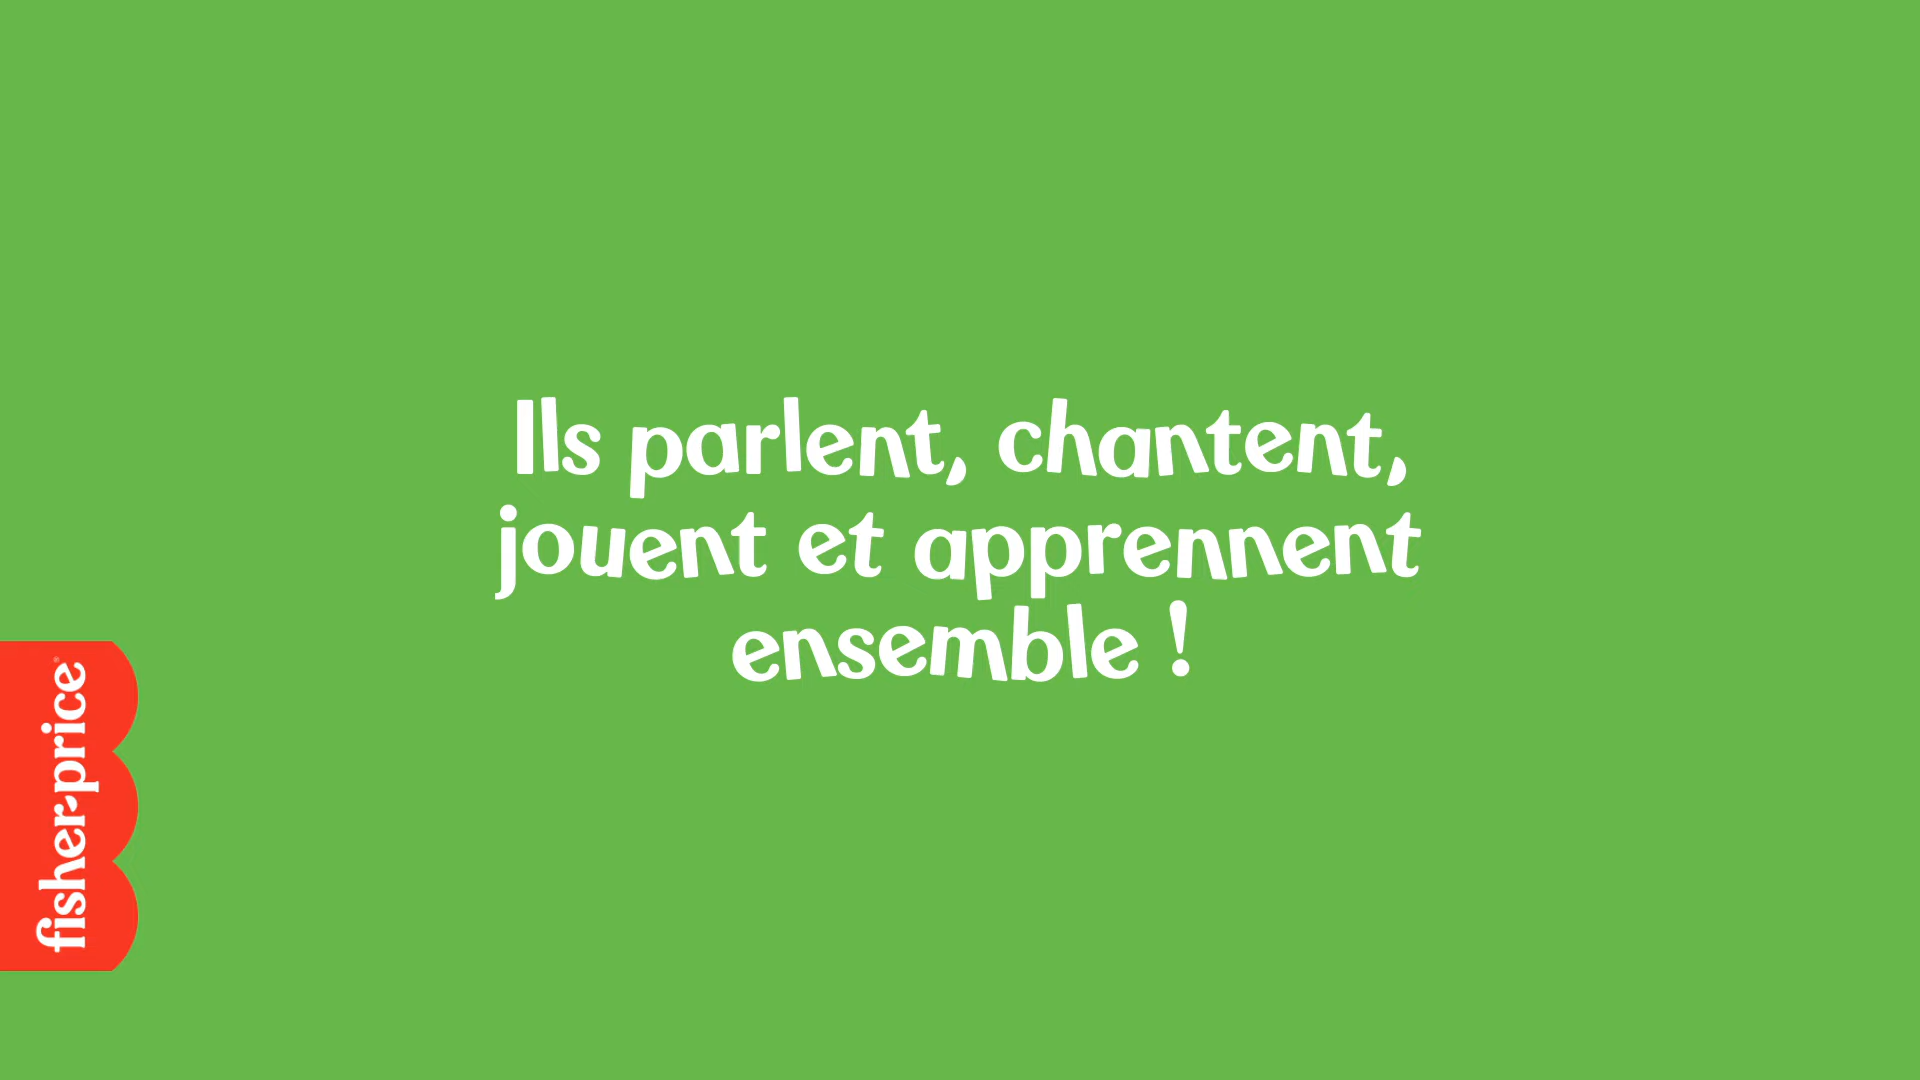 Ils parlent, chantent,
jouent et apprennent
ensemble !
fisher-price